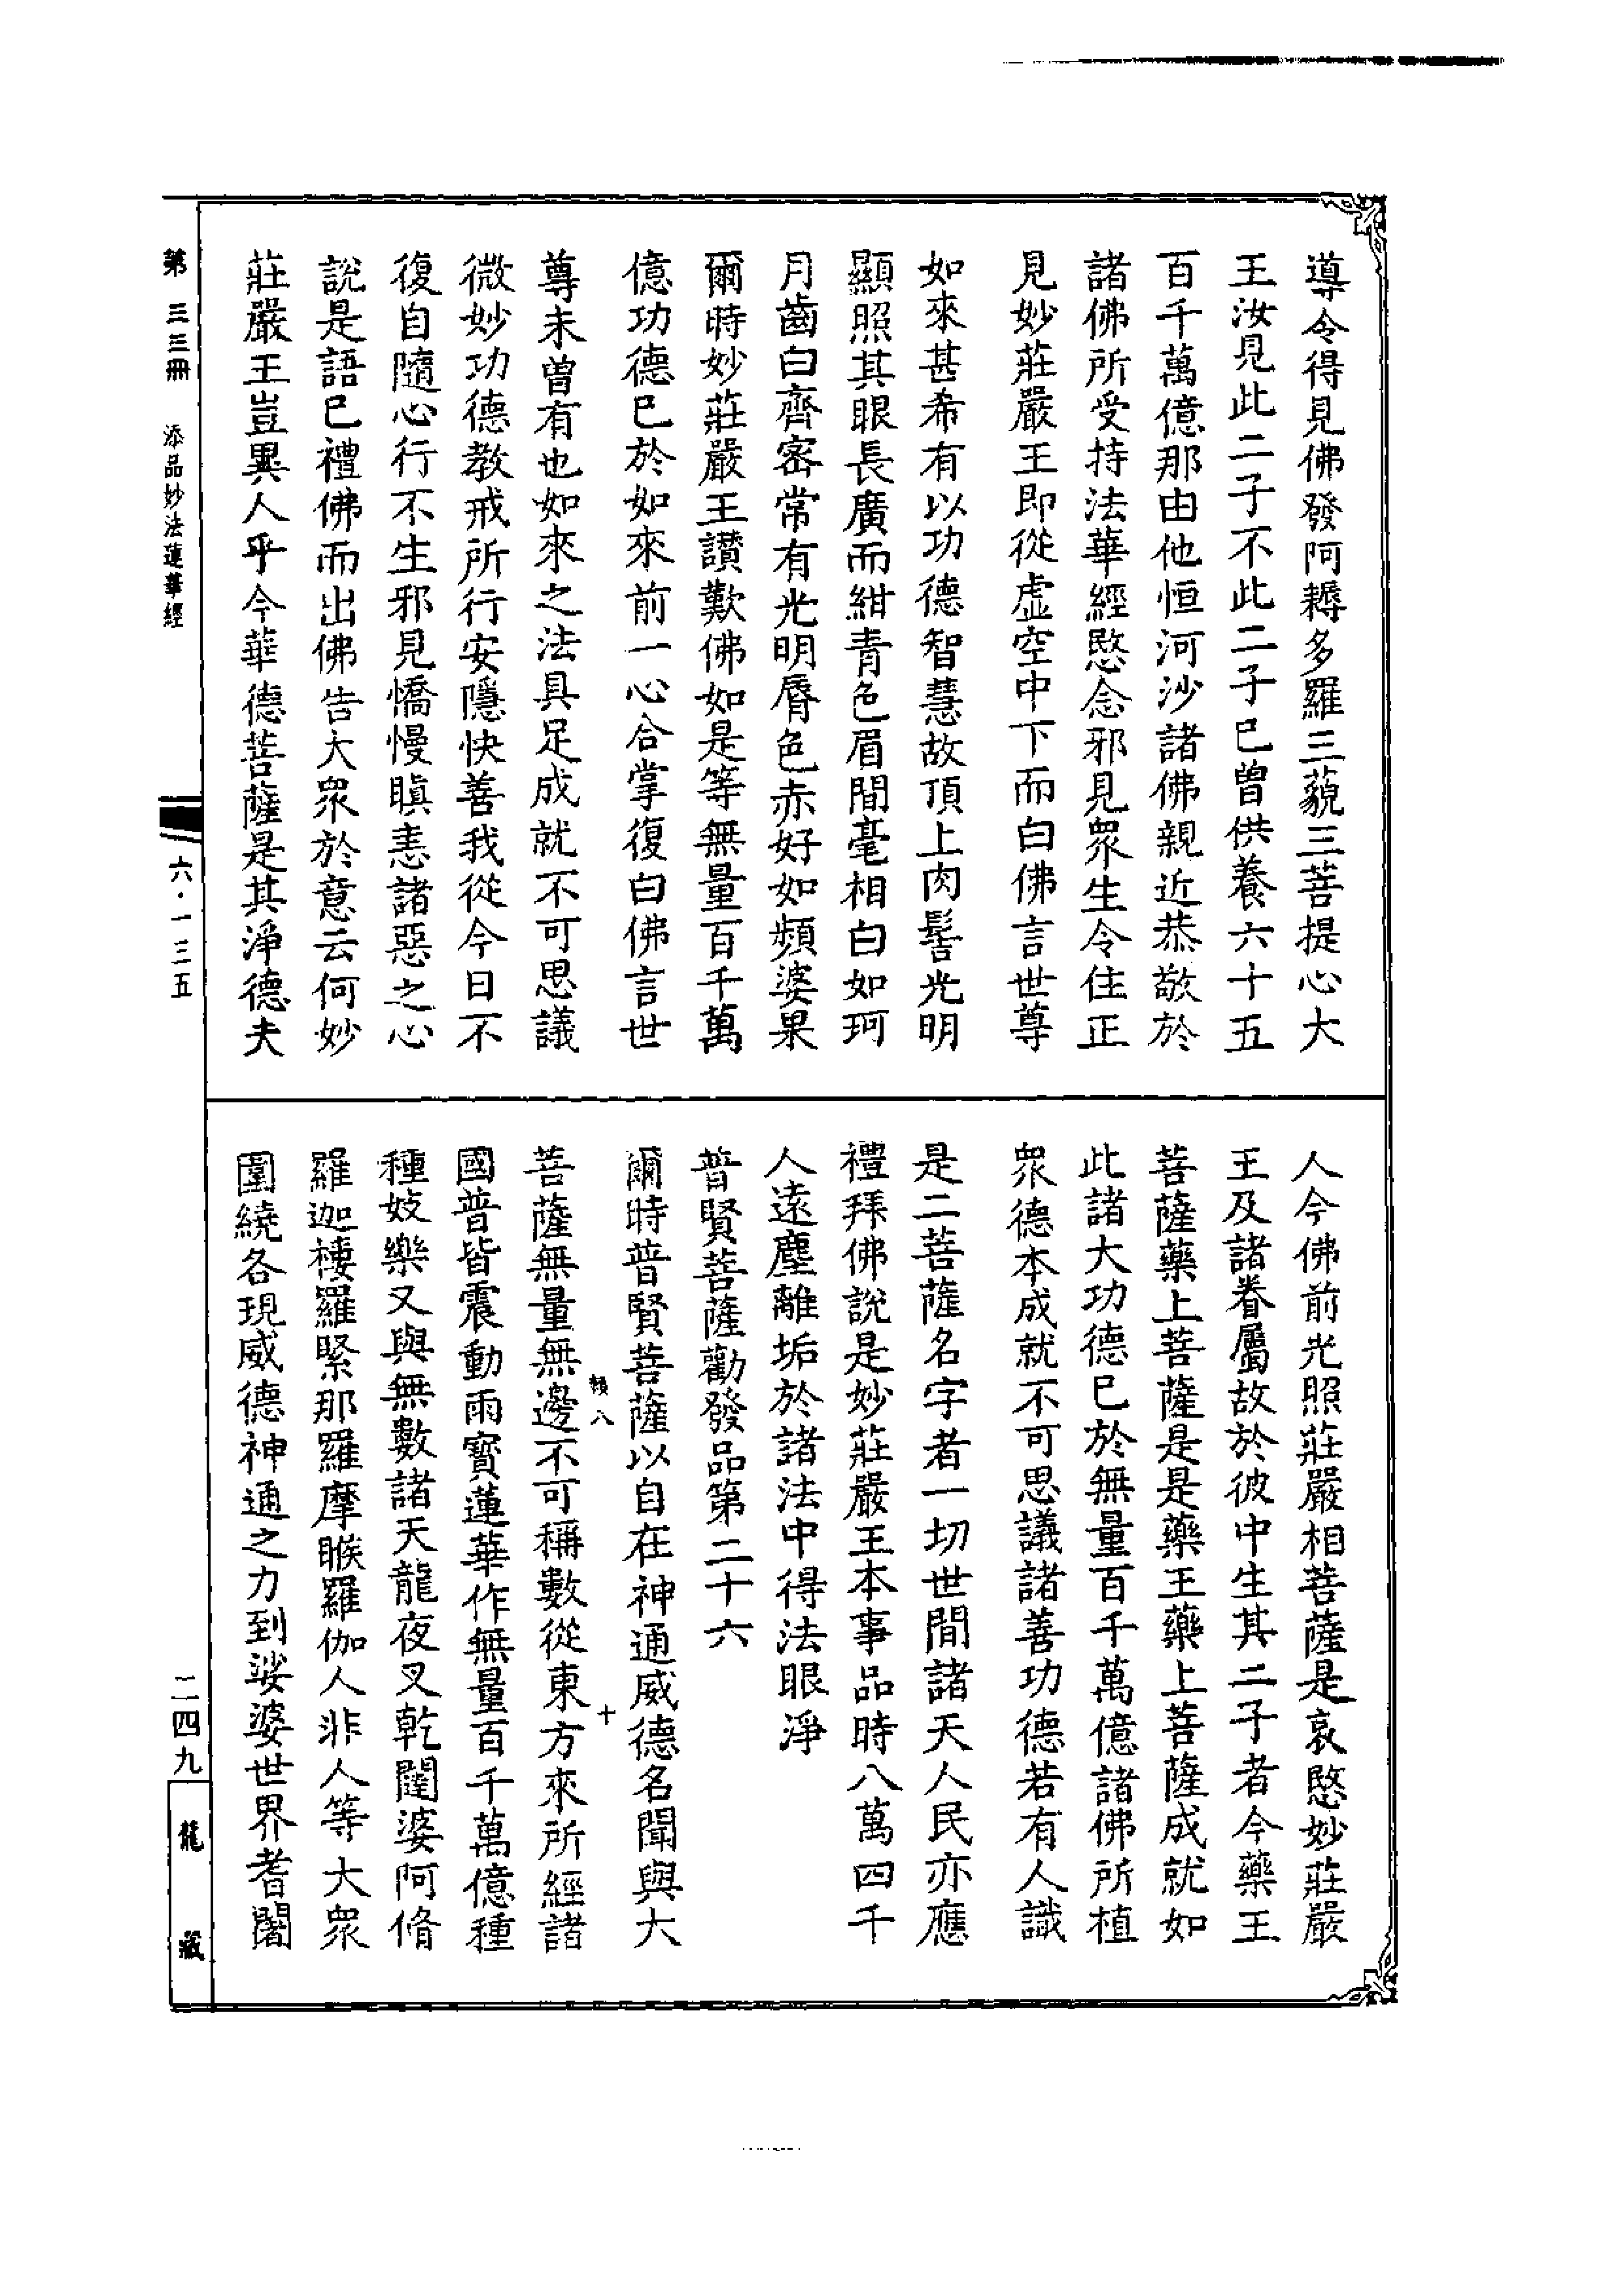 導令得見佛發阿耨多羅三藐三菩提心大
王汝見此二子不此二子已曾供養六十五
百千萬億那由他恒河沙諸佛親近恭敬於
諸佛所受持法華經愍念邪見眾生令住正
見妙莊嚴王即從虛空中下而白佛言世尊
如來甚希有以功德智慧故頂上肉髻光明
顯照其眼長廣而紺青色眉間毫相白如珂
月齒白齊密常有光明脣色赤好如頻婆果
爾時妙莊嚴王讚歎佛如是等無量百千萬
億功德已於如來前一心合掌復白佛言世
尊未曾有也如來之法具足成就不可思議
微妙功德教戒所行安隱快善我從今日不
復自隨心行不生邪見憍慢瞋恚諸惡之心
說是語已禮佛而出佛告大眾於意云何妙
莊嚴王豈異人乎今華德菩薩是其淨德夫
人今佛前光照莊嚴相菩薩是哀愍妙莊嚴
王及諸眷屬故於彼中生其二子者今藥王
菩薩藥上菩薩是是藥王藥上菩薩成就如
此諸大功德已於無量百千萬億諸佛所植
眾德本成就不可思議諸善功德若有人識
是二菩薩名字者一切世間諸天人民亦應
禮拜佛說是妙莊嚴王本事品時八萬四千
人遠塵離垢於諸法中得法眼淨
普賢菩薩勸發品第二十六
爾時普賢菩薩以自在神通威德名聞與大
頼八 十
菩薩無量無邊不可稱數從東方來所經諸
國普皆震動雨寶蓮華作無量百千萬億種
種妓樂又與無數諸天龍夜叉乾闥婆阿脩
羅迦樓羅緊那羅摩睺羅伽人非人等大眾
圍繞各現威德神通之力到娑婆世界耆闍
第三三冊 添品妙法蓮華經
六·一三五
二四九
龍藏